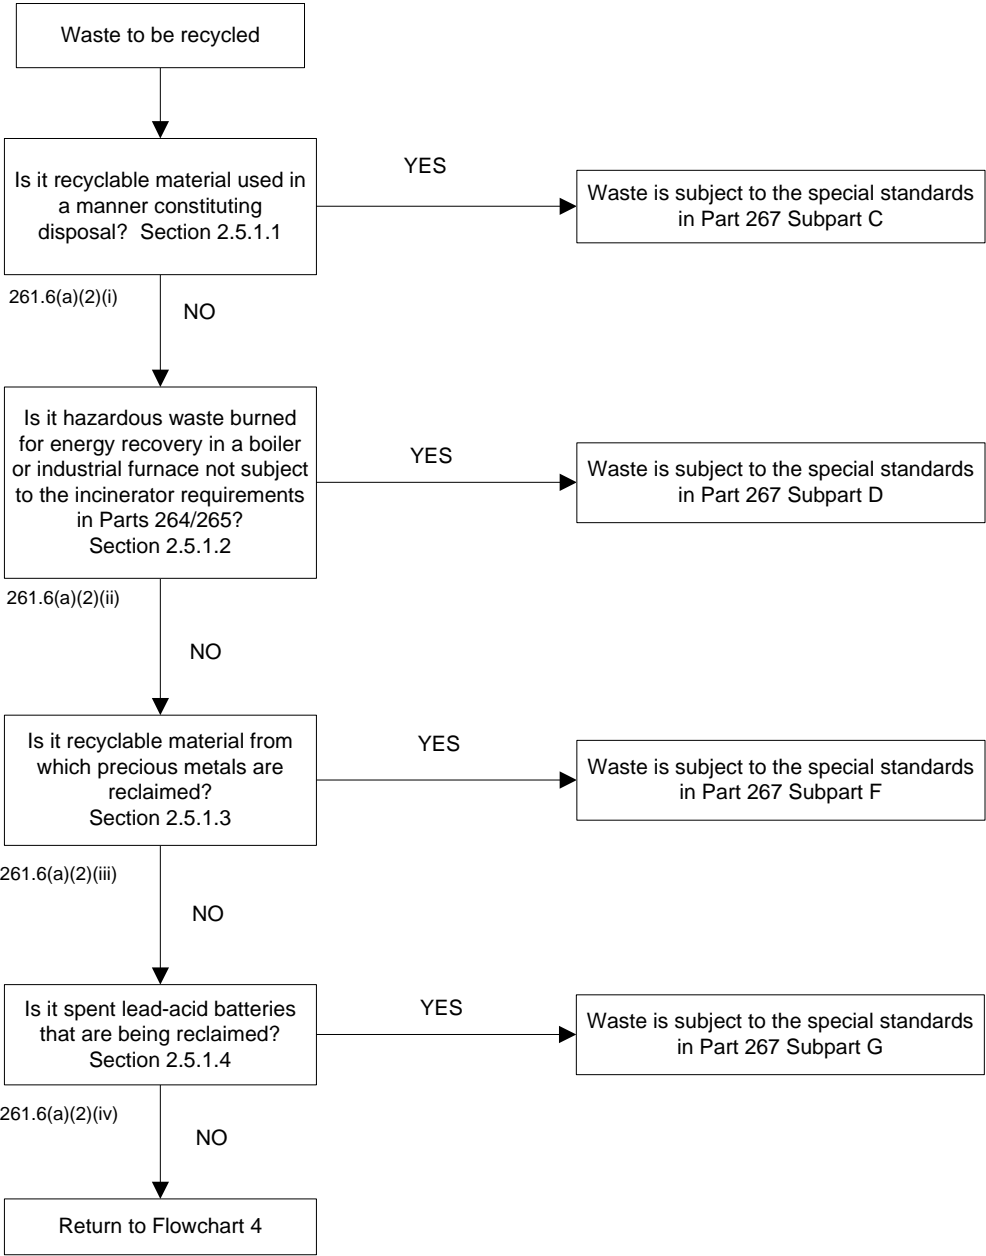 Waste to be recycled
Is it recyclable material used in
a manner constituting
disposal?  Section 2.5.1.1
YES
Waste is subject to the special standards
in Part 267 Subpart C
261.6(a)(2)(i)
NO
Is it hazardous waste burned
for energy recovery in a boiler
or industrial furnace not subject
to the incinerator requirements
in Parts 264/265?
Section 2.5.1.2
YES
Waste is subject to the special standards
in Part 267 Subpart D
261.6(a)(2)(ii)
NO
Is it recyclable material from
which precious metals are
reclaimed?
Section 2.5.1.3
YES
Waste is subject to the special standards
in Part 267 Subpart F
261.6(a)(2)(iii)
NO
Is it spent lead-acid batteries
that are being reclaimed?
Section 2.5.1.4
YES
Waste is subject to the special standards
in Part 267 Subpart G
261.6(a)(2)(iv)
NO
Return to Flowchart 4